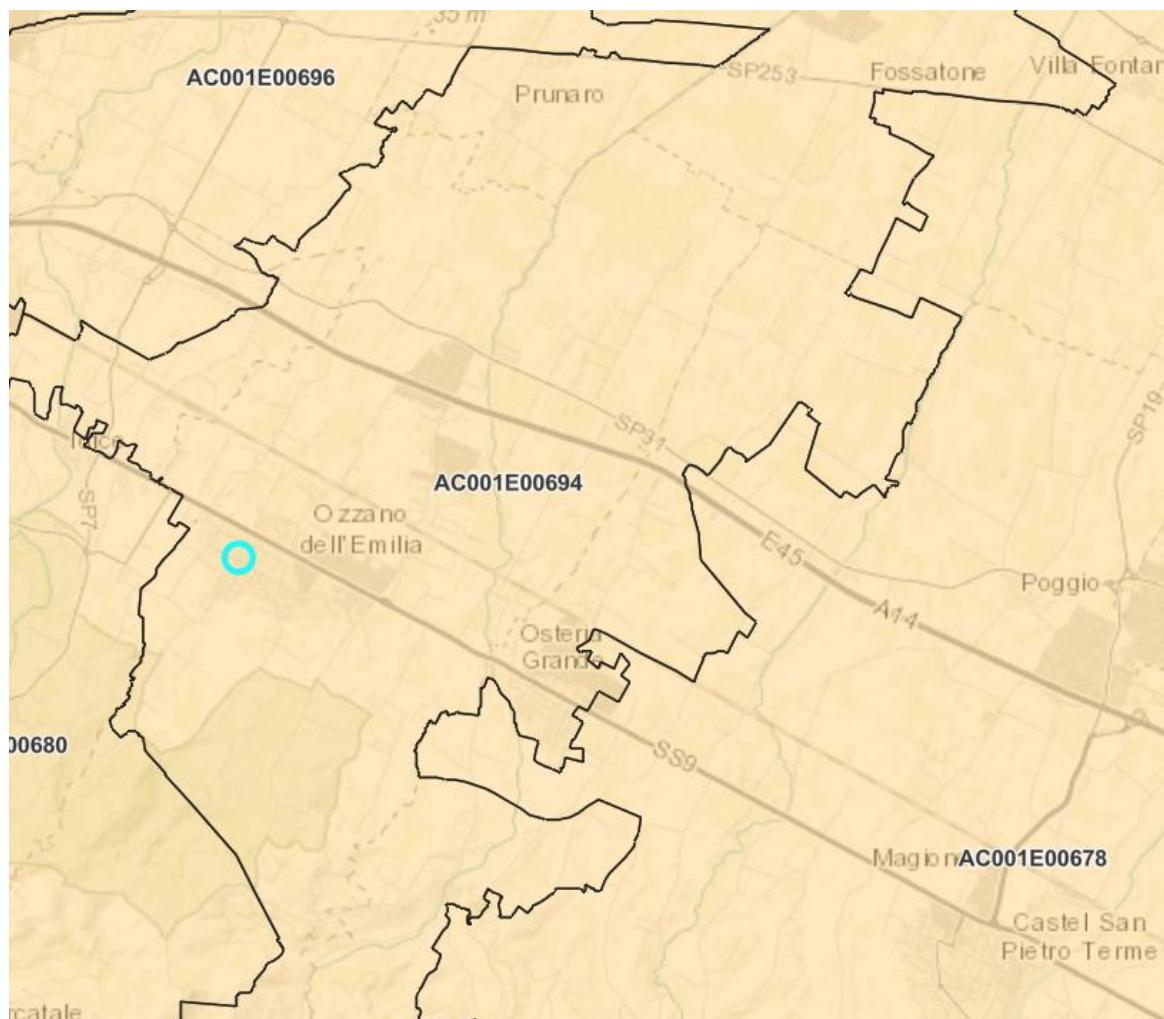 35 m
AC001E00696
SP253
Fossatone
Villa Fontan
Prunaro
SP31
SP19
AC001E00694
SP7
Ozzano
dell'Emilia
E45
A14
Poggio
Osteria
Grande
00680
SS9
Magion
AC001E00678
Castel San
Pietro Terme
rcatale